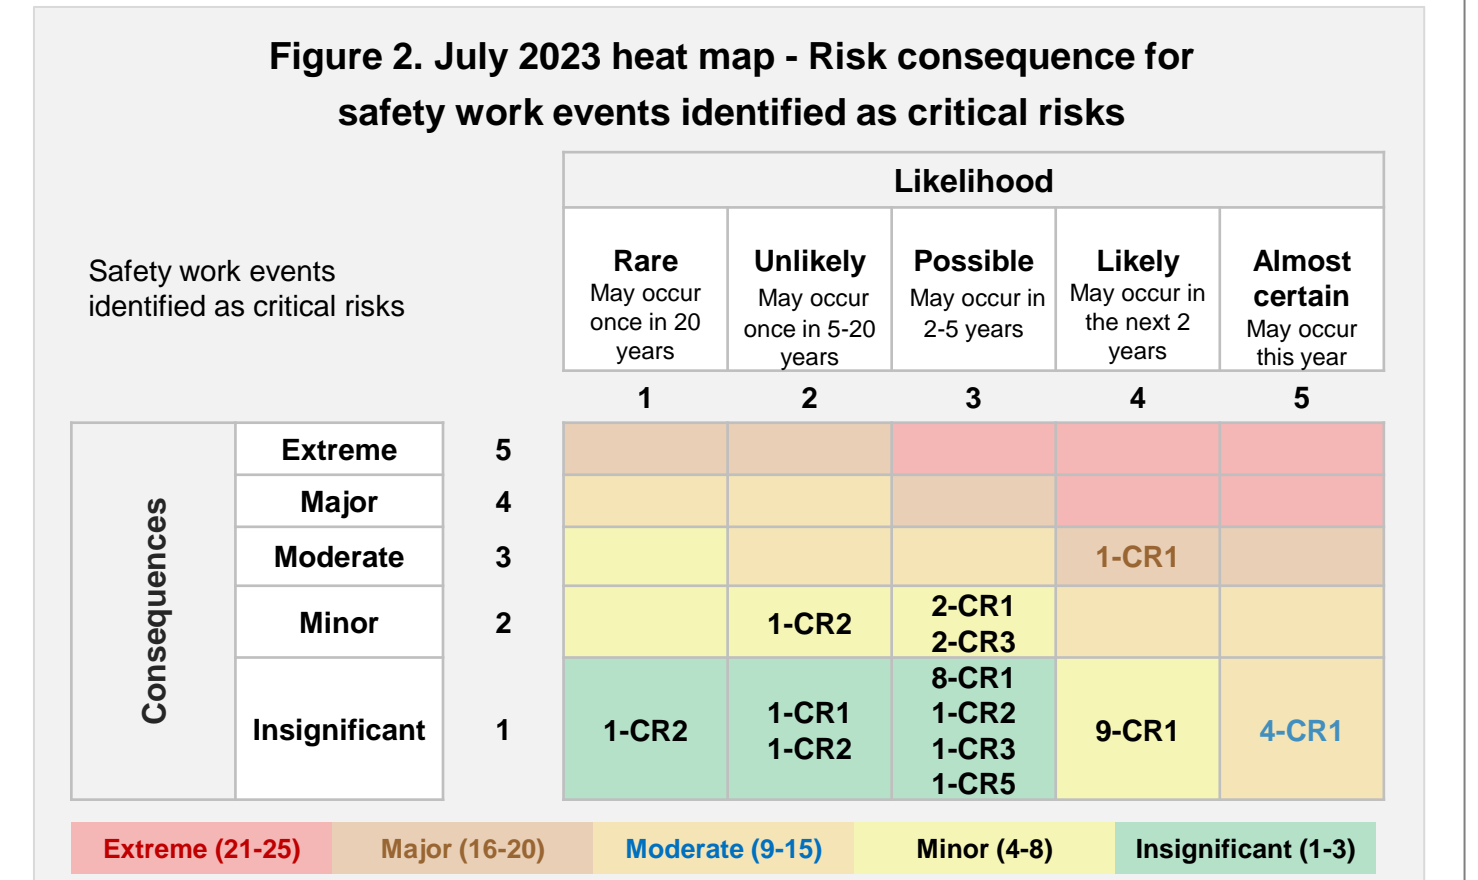 Figure 2. July 2023 heat map - Risk consequence for
safety work events identified as critical risks
Likelihood
Safety work events
identified as critical risks
Rare
May occur
once in 20
years
Unlikely
May occur
once in 5-20
years
Possible
May occur in
2-5 years
Likely
May occur in
the next 2
years
Almost
certain
May occur
this year
1 2 3 4 5
Consequences
Extreme 5
Major 4
Moderate 3 1-CR1
Minor 2
1-CR2
2-CR1
2-CR3
Insignificant 1
1-CR2
1-CR1
1-CR2
8-CR1
1-CR2
1-CR3
1-CR5
9-CR1
4-CR1
Extreme (21-25) Major (16-20) Moderate (9-15) Minor (4-8) Insignificant (1-3)